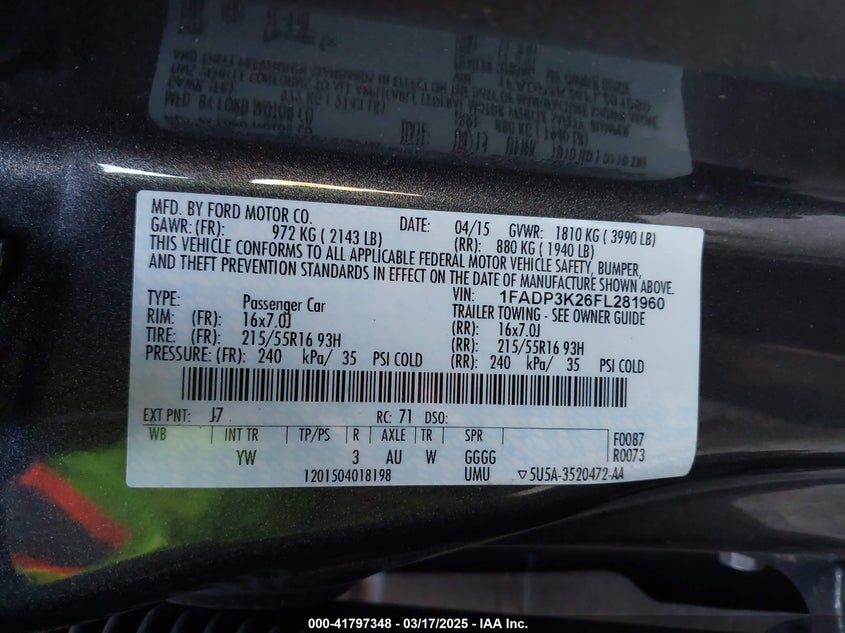 MFD. BY FORD MOTOR CO. DATE: 04/15 GVWR: 1810 KG ( 3990 LB)
GAWR: (FR): 972 KG ( 2143 LB) (RR): 880 KG ( 1940 LB)
THIS VEHICLE CONFORMS TO ALL APPLICABLE FEDERAL MOTOR VEHICLE SAFETY, BUMPER,
AND THEFT PREVENTION STANDARDS IN EFFECT ON THE DATE OF MANUFACTURE SHOWN ABOVE.
VIN: 1FADP3K26FL281960
TYPE: Passenger Car TRAILER TOWING - SEE OWNER GUIDE
RIM: (FR): 16x7.0J (RR): 16x7.0J
TIRE: (FR): 215/55R16 93H (RR): 215/55R16 93H
PRESSURE: (FR): 240 kPa/ 35 PSI COLD (RR): 240 kPa/ 35 PSI COLD
EXT PNT: J7 RC: 71 DSO:
WB INT TR TP/PS R AXLE TR SPR F0087
YW 3 AU W GGGG R0073
1201504018198 UMU ▽5U5A-3520472-AA
000-41797348 - 03/17/2025 - IAA Inc.